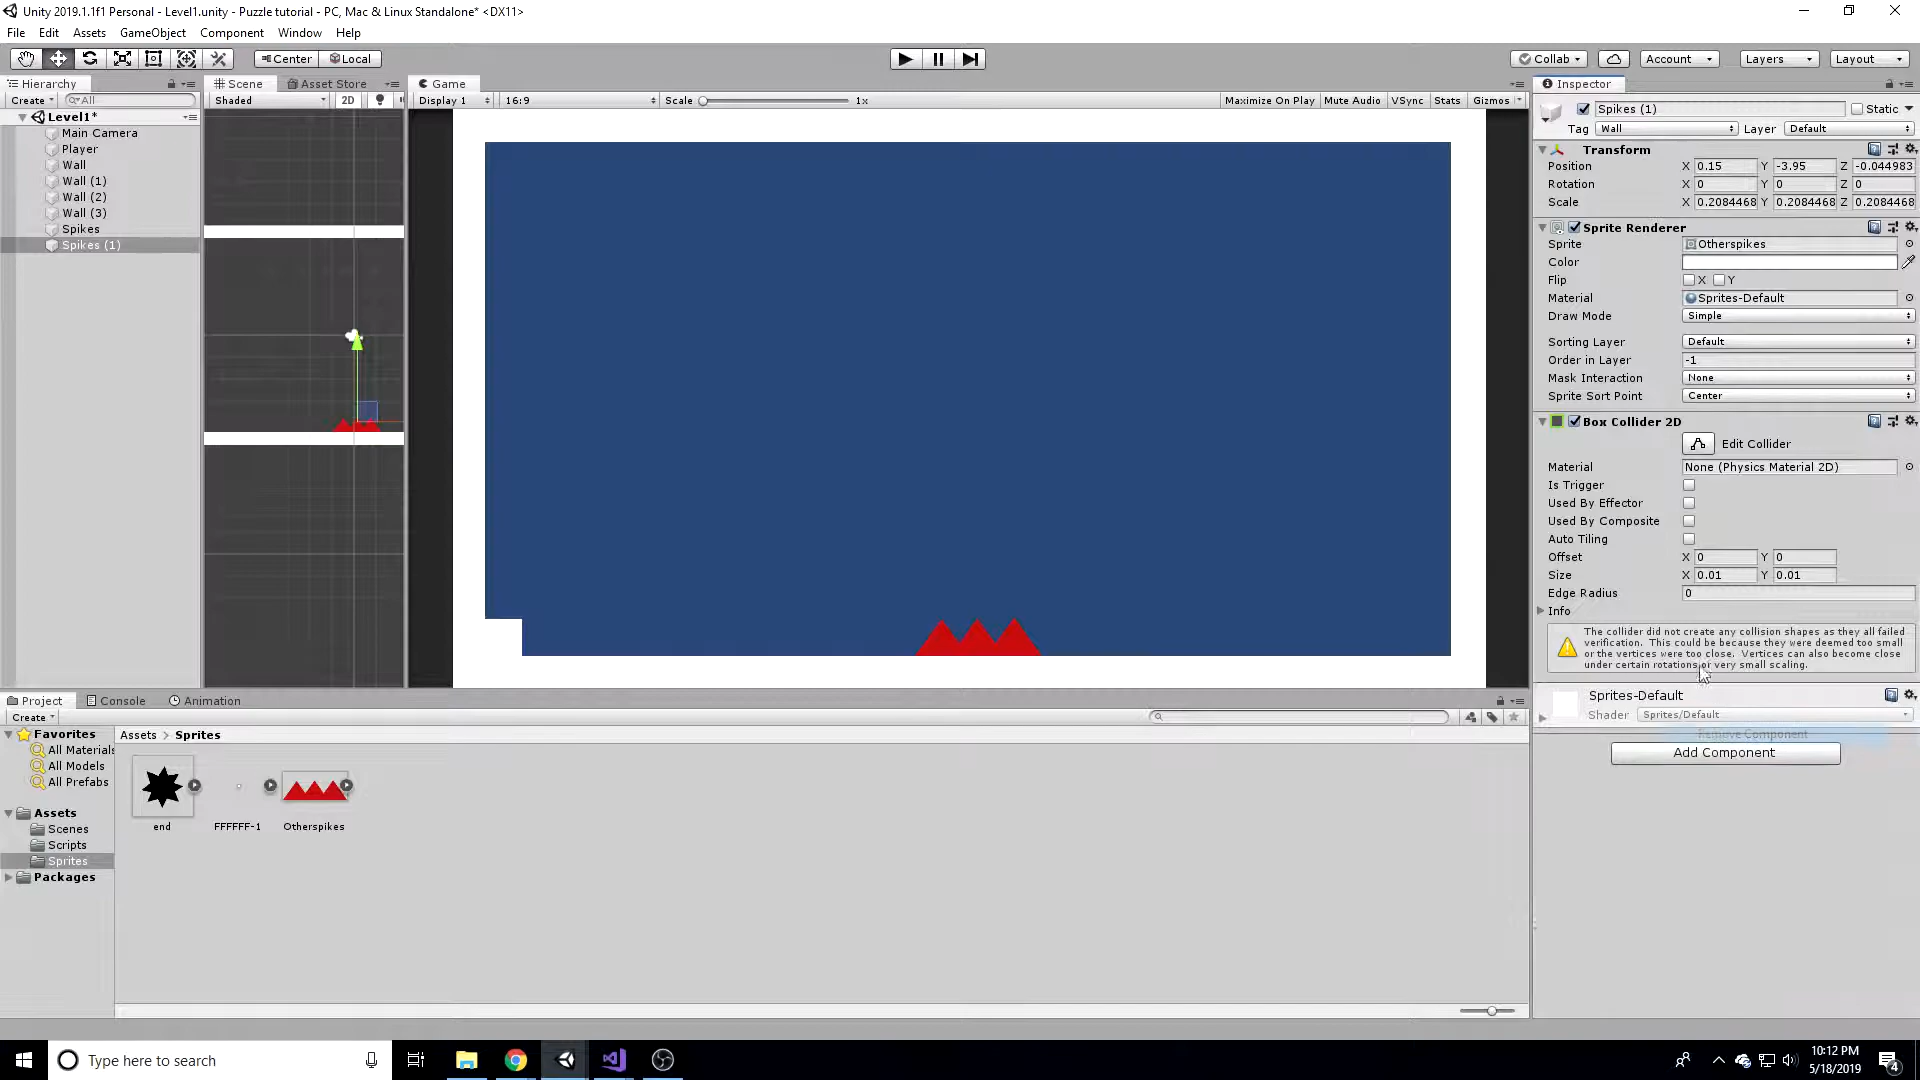 Unity 2019.1.1f1 Personal - Level1.unity - Puzzle tutorial - PC, Mac & Linux Standalone* <DX11>
File Edit Assets GameObject Component Window Help
Center Local
Collab Account Layers Layout
Hierarchy
Create All
Level1*
Main Camera
Player
Wall
Wall (1)
Wall (2)
Wall (3)
Spikes
Spikes (1)
Scene Asset Store
Shaded 2D
Game
Display 1 16:9 Scale 1x Maximize On Play Mute Audio VSync Stats Gizmos
Inspector
Spikes (1) Static
Tag Wall Layer Default
Transform
Position X 0.15 Y -3.95 Z -0.044983
Rotation X 0 Y 0 Z 0
Scale X 0.2084468 Y 0.2084468 Z 0.2084468
Sprite Renderer
Sprite Otherspikes
Color
Flip X Y
Material Sprites-Default
Draw Mode Simple
Sorting Layer Default
Order in Layer -1
Mask Interaction None
Sprite Sort Point Center
Box Collider 2D
Edit Collider
Material None (Physics Material 2D)
Is Trigger
Used By Effector
Used By Composite
Auto Tiling
Offset X 0 Y 0
Size X 0.01 Y 0.01
Edge Radius 0
Info
The collider did not create any collision shapes as they all failed
verification. This could be because they were deemed too small
or the vertices were too close. Vertices can also become close
under certain rotations or very small scaling.
Sprites-Default
Shader Sprites/Default
Remove Component
Add Component
Project Console Animation
Create
Favorites
All Materials
All Models
All Prefabs
Assets
Scenes
Scripts
Sprites
Packages
Assets > Sprites
end FFFFFF-1 Otherspikes
Type here to search
10:12 PM
5/18/2019
4